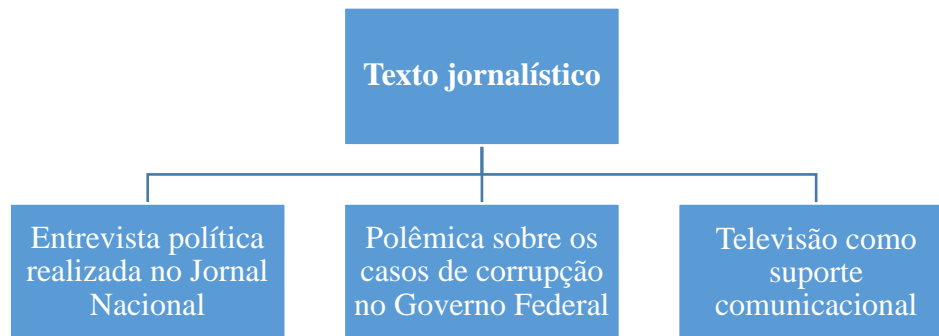 Texto jornalístico
Entrevista política
realizada no Jornal
Nacional
Polêmica sobre os
casos de corrupção
no Governo Federal
Televisão como
suporte
comunicacional